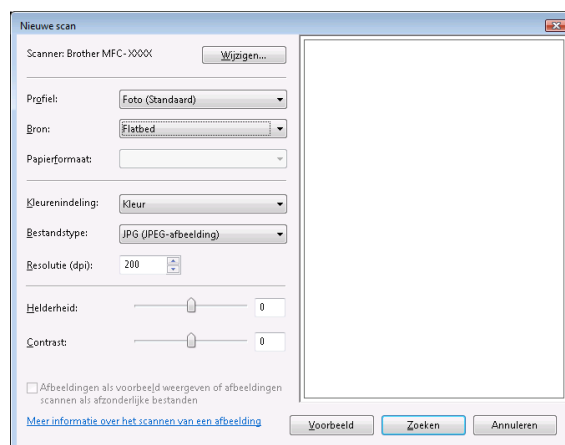 Nieuwe scan
Scanner: Brother MFC-XXXX
Wijzigen...
Profiel:
Foto (Standaard)
Bron:
Flatbed
Papierformaat:
Kleurenindeling:
Kleur
Bestandstype:
JPG (JPEG-afbeelding)
Resolutie (dpi):
200
Helderheid:
0
Contrast:
0
Afbeeldingen als voorbeeld weergeven of afbeeldingen
scannen als afzonderlijke bestanden
Meer informatie over het scannen van een afbeelding
Voorbeeld
Zoeken
Annuleren